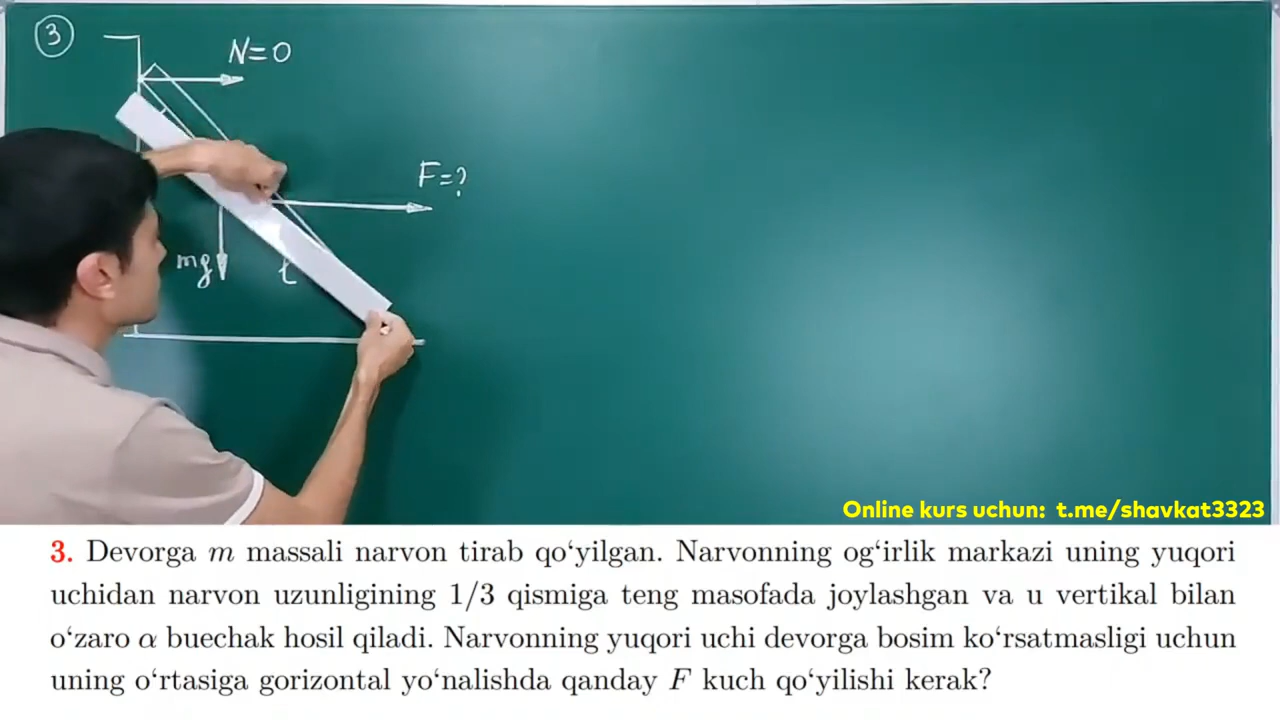 3
N=0
F=?
mg
ℓ
Online kurs uchun: t.me/shavkat3323
3. Devorga m massali narvon tirab qo‘yilgan. Narvonning og‘irlik markazi uning yuqori
uchidan narvon uzunligining 1/3 qismiga teng masofada joylashgan va u vertikal bilan
o‘zaro α buechak hosil qiladi. Narvonning yuqori uchi devorga bosim ko‘rsatmasligi uchun
uning o‘rtasiga gorizontal yo‘nalishda qanday F kuch qo‘yilishi kerak?